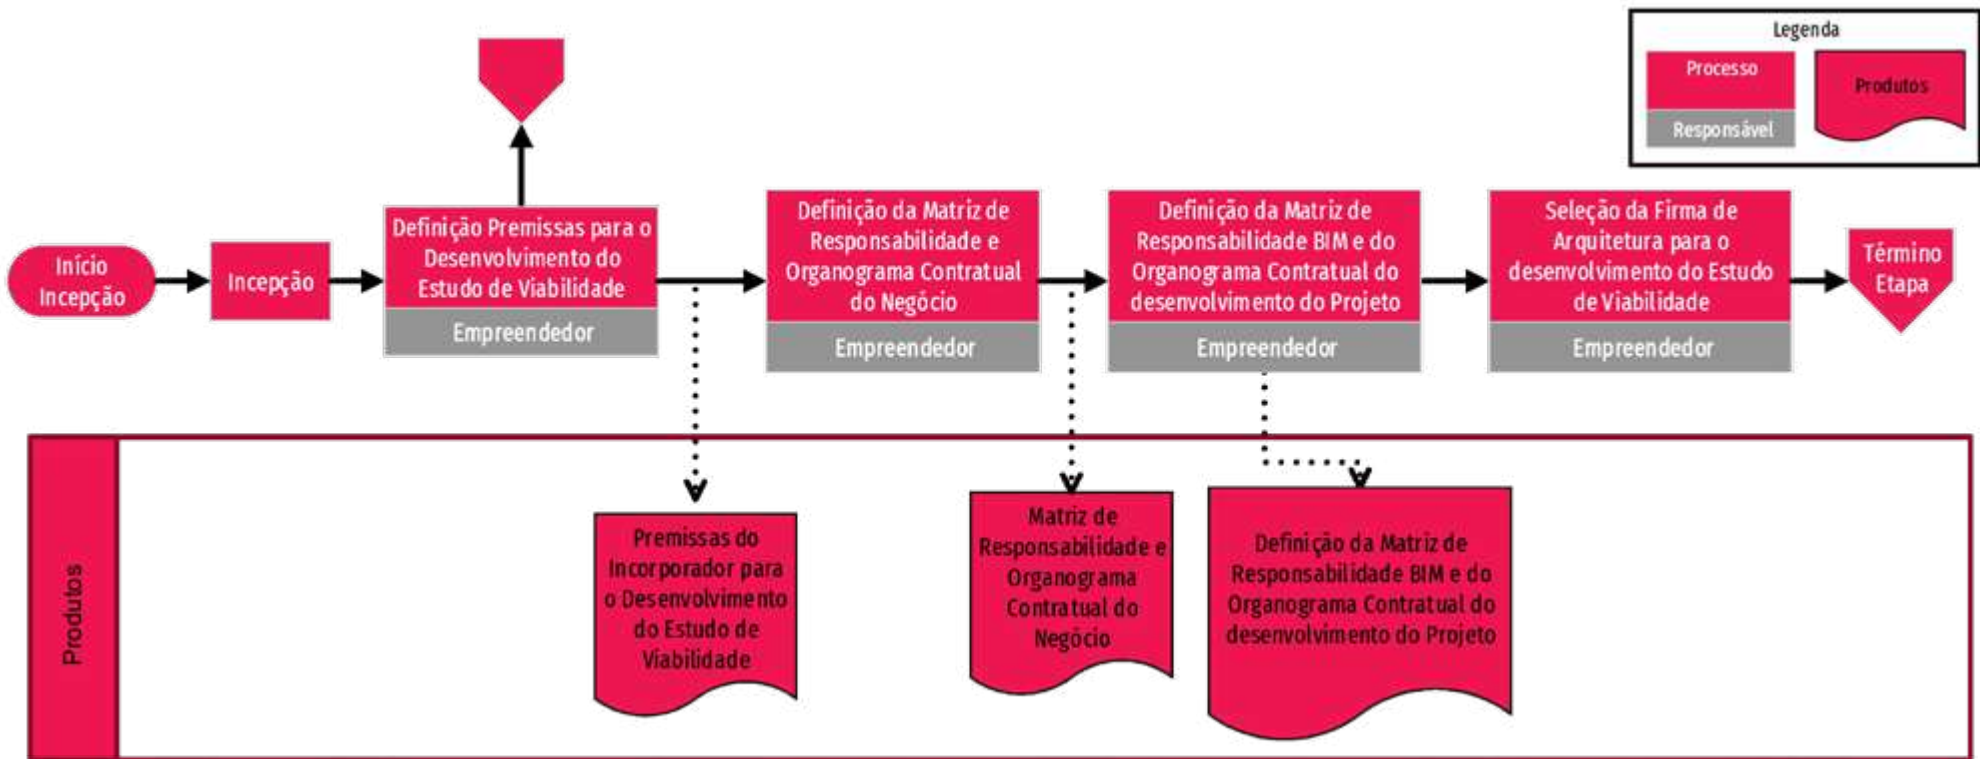 Legenda
Processo
Responsável
Produtos
Início
Incepção
Incepção
Definição Premissas para o
Desenvolvimento do
Estudo de Viabilidade
Empreendedor
Definição da Matriz de
Responsabilidade e
Organograma Contratual
do Negócio
Empreendedor
Definição da Matriz de
Responsabilidade BIM e do
Organograma Contratual do
desenvolvimento do Projeto
Empreendedor
Seleção da Firma de
Arquitetura para o
desenvolvimento do Estudo
de Viabilidade
Empreendedor
Término
Etapa
Produtos
Premissas do
Incorporador para
o Desenvolvimento
do Estudo de
Viabilidade
Matriz de
Responsabilidade e
Organograma
Contratual do
Negócio
Definição da Matriz de
Responsabilidade BIM e do
Organograma Contratual do
desenvolvimento do Projeto